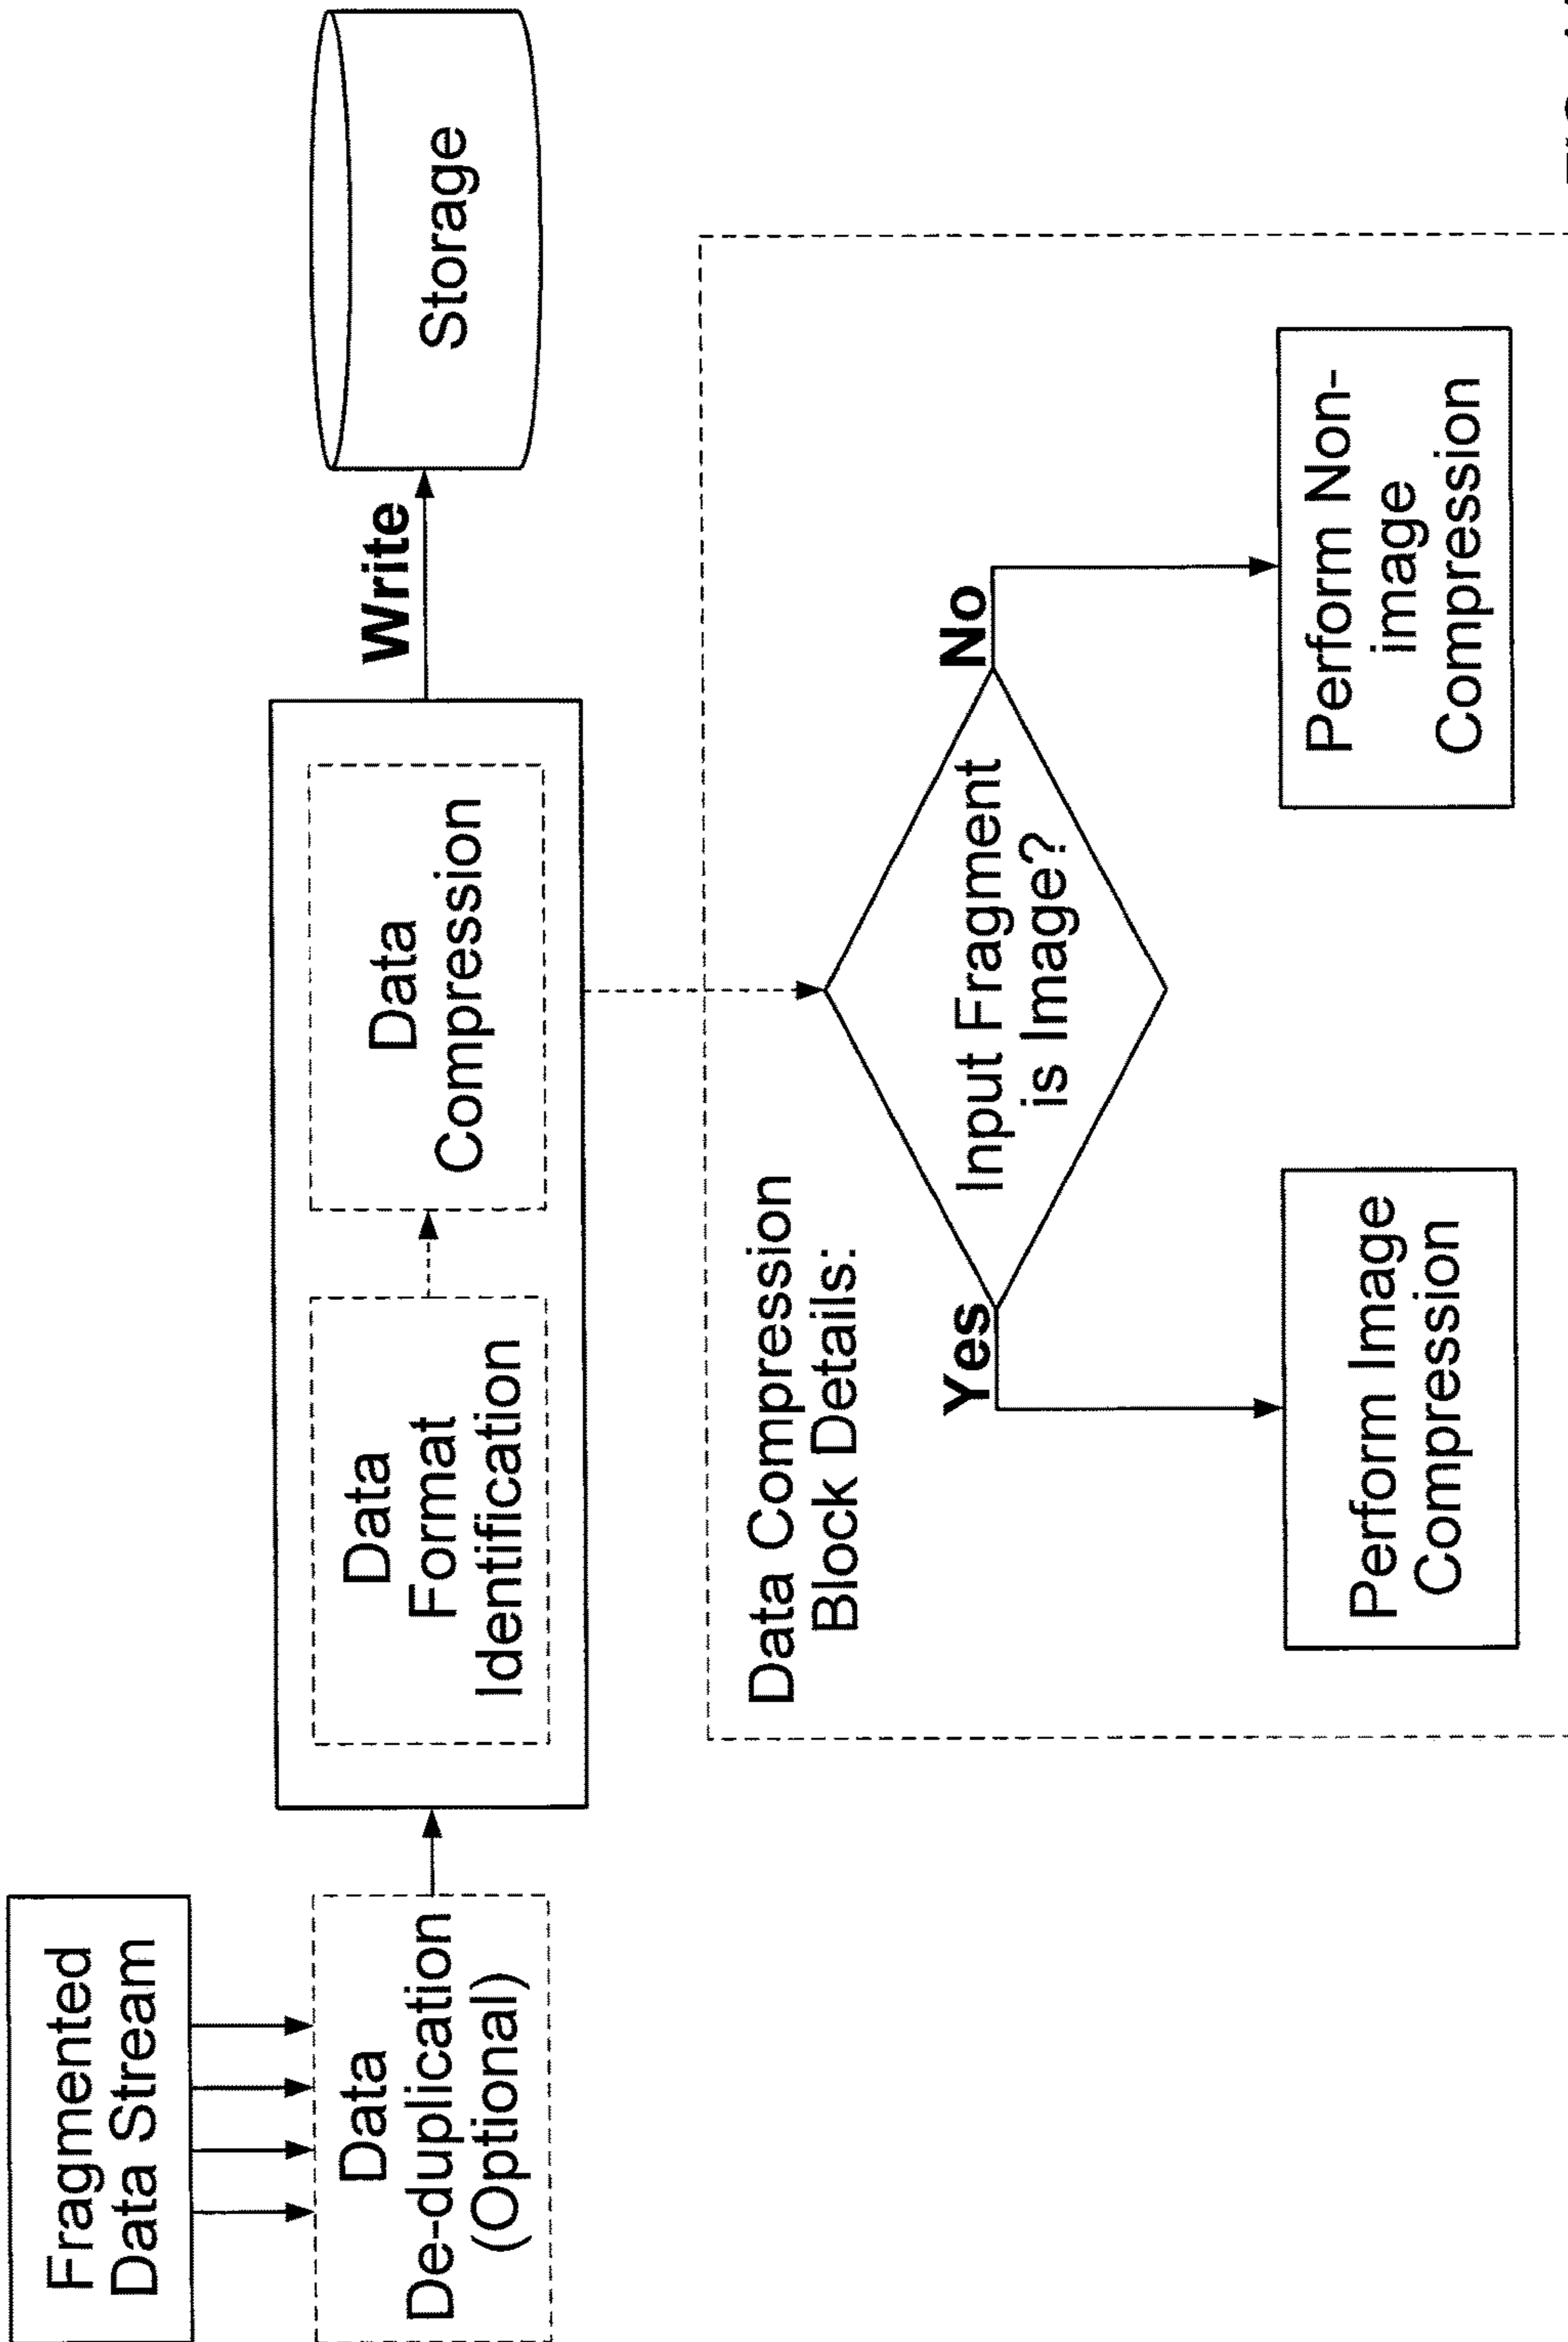 Fragmented
Data Stream
Data
De-duplication
(Optional)
Data
Format
Identification
Data
Compression
Write
Storage
Data Compression
Block Details:
Input Fragment
is Image?
Yes
No
Perform Image
Compression
Perform Non-
image
Compression